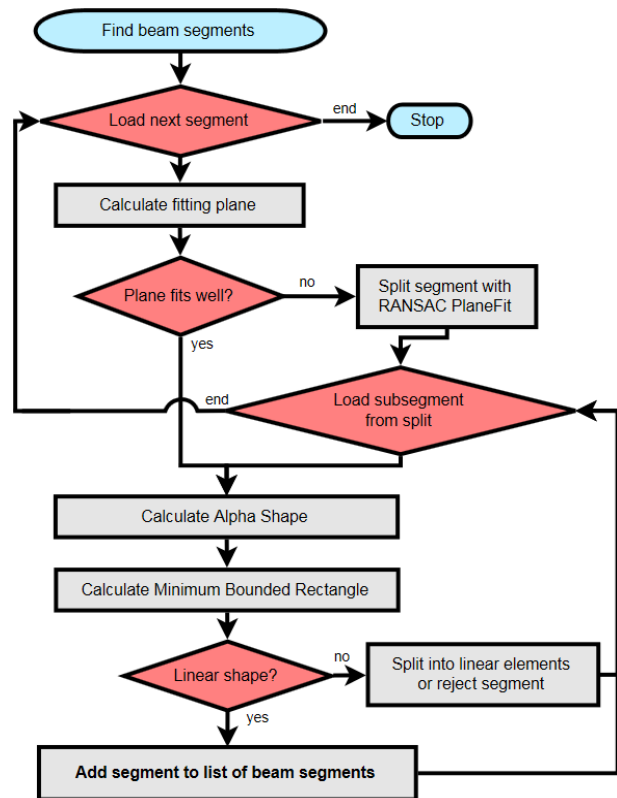 Find beam segments
Load next segment
end
Stop
Calculate fitting plane
Plane fits well?
no
Split segment with
RANSAC PlaneFit
yes
end
Load subsegment
from split
Calculate Alpha Shape
Calculate Minimum Bounded Rectangle
Linear shape?
no
Split into linear elements
or reject segment
yes
Add segment to list of beam segments